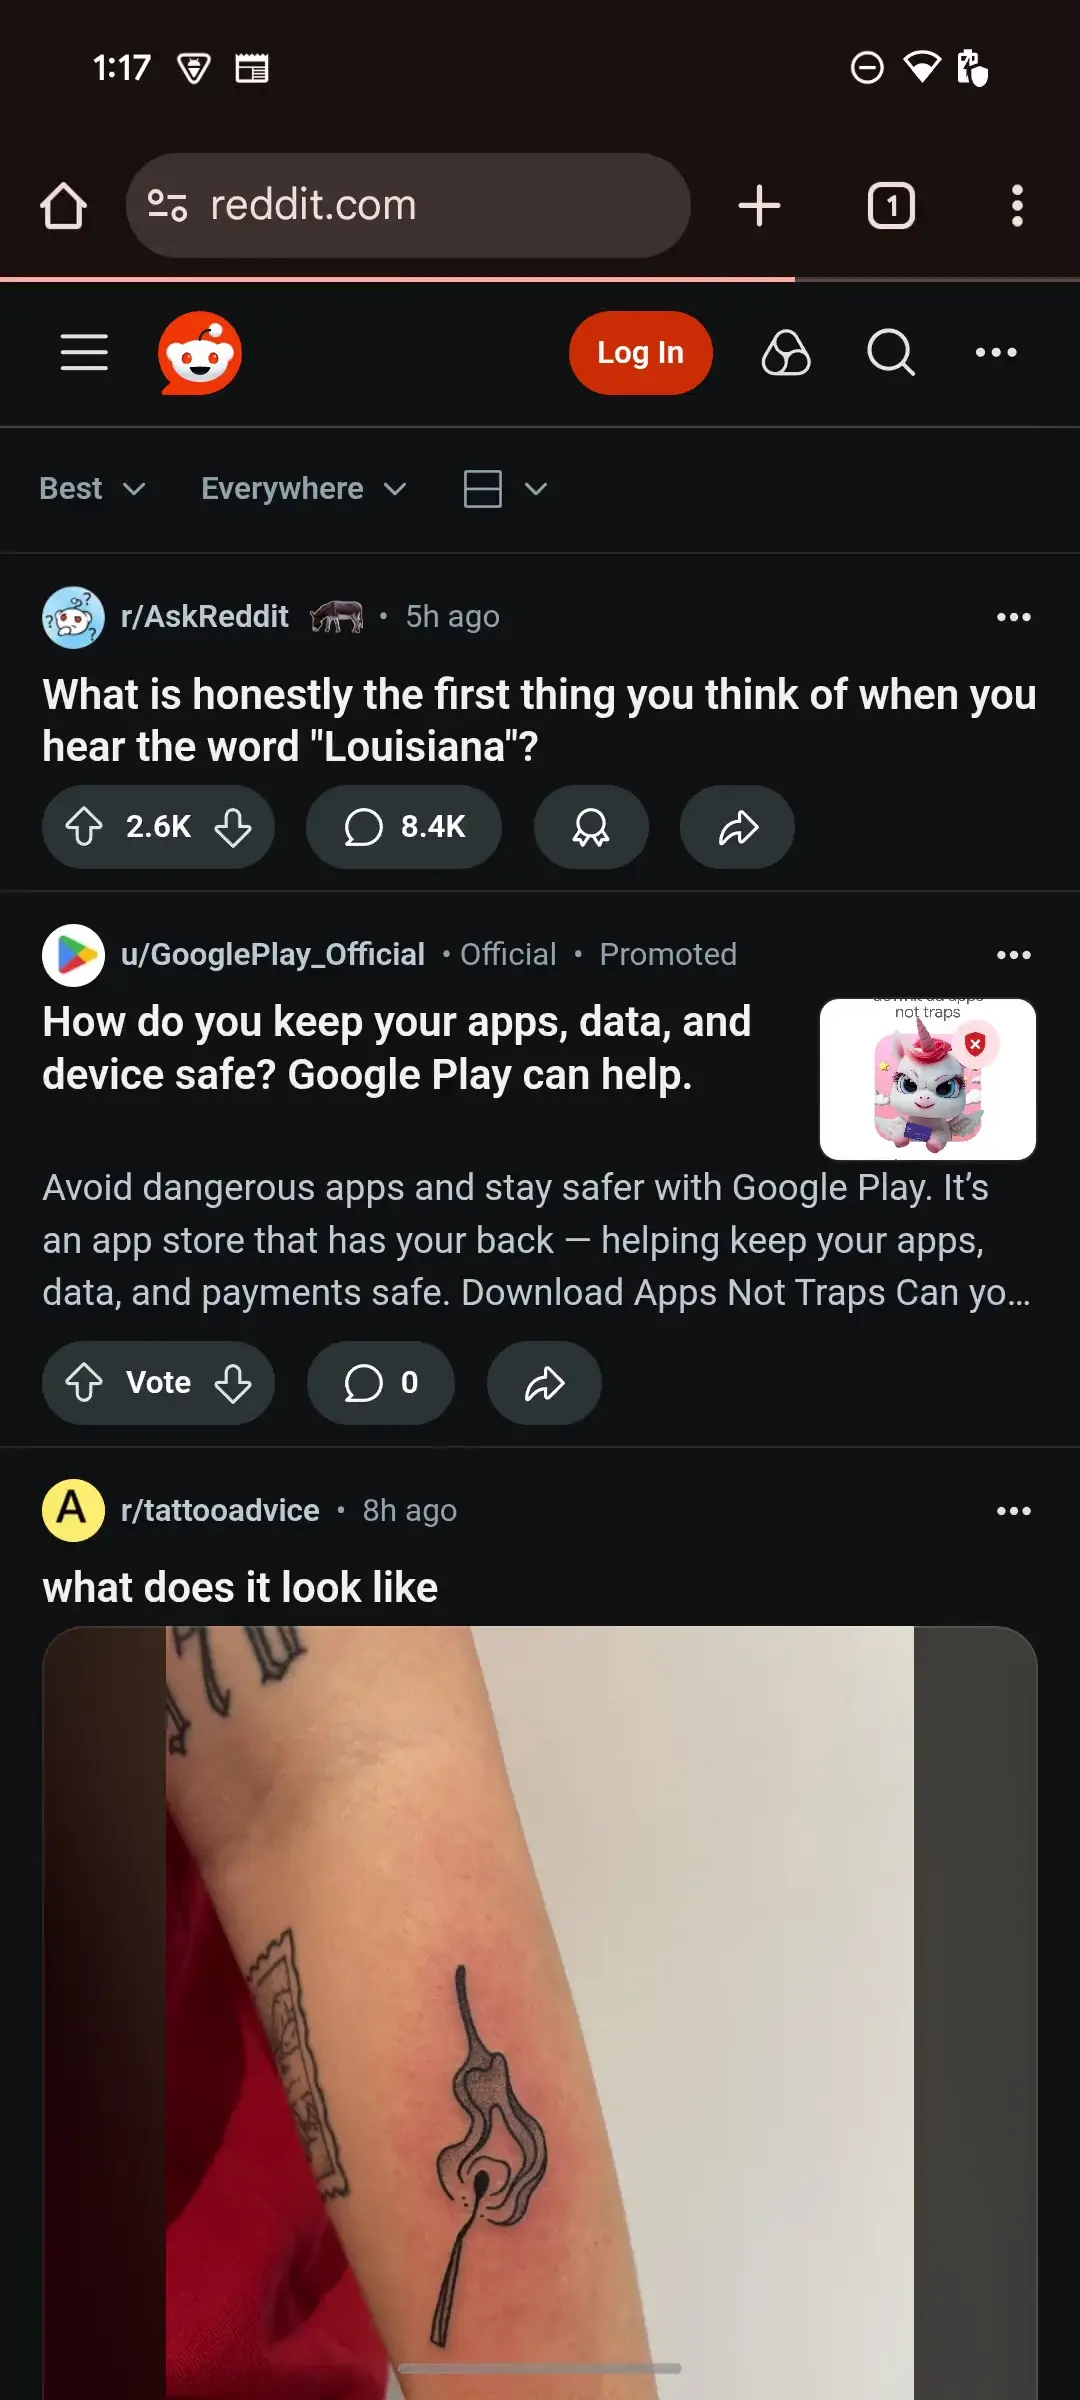 1:17
reddit.com
1
Log In
Best
Everywhere
r/AskReddit • 5h ago
What is honestly the first thing you think of when you
hear the word "Louisiana"?
2.6K
8.4K
u/GooglePlay_Official • Official • Promoted
How do you keep your apps, data, and
device safe? Google Play can help.
not traps
Avoid dangerous apps and stay safer with Google Play. It’s
an app store that has your back — helping keep your apps,
data, and payments safe. Download Apps Not Traps Can yo...
Vote
0
A
r/tattooadvice • 8h ago
what does it look like